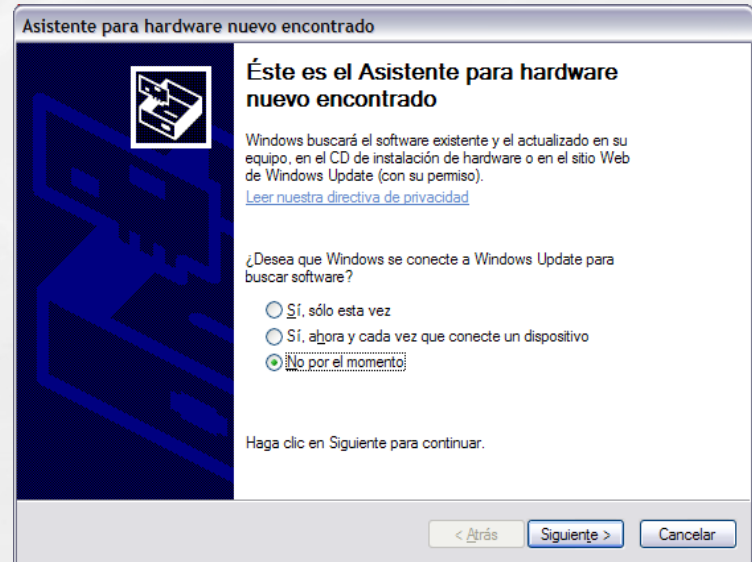 Asistente para hardware nuevo encontrado
Éste es el Asistente para hardware
nuevo encontrado
Windows buscará el software existente y el actualizado en su
equipo, en el CD de instalación de hardware o en el sitio Web
de Windows Update (con su permiso).
Leer nuestra directiva de privacidad
¿Desea que Windows se conecte a Windows Update para
buscar software?
Sí, sólo esta vez
Sí, ahora y cada vez que conecte un dispositivo
No por el momento
Haga clic en Siguiente para continuar.
< Atrás
Siguiente >
Cancelar